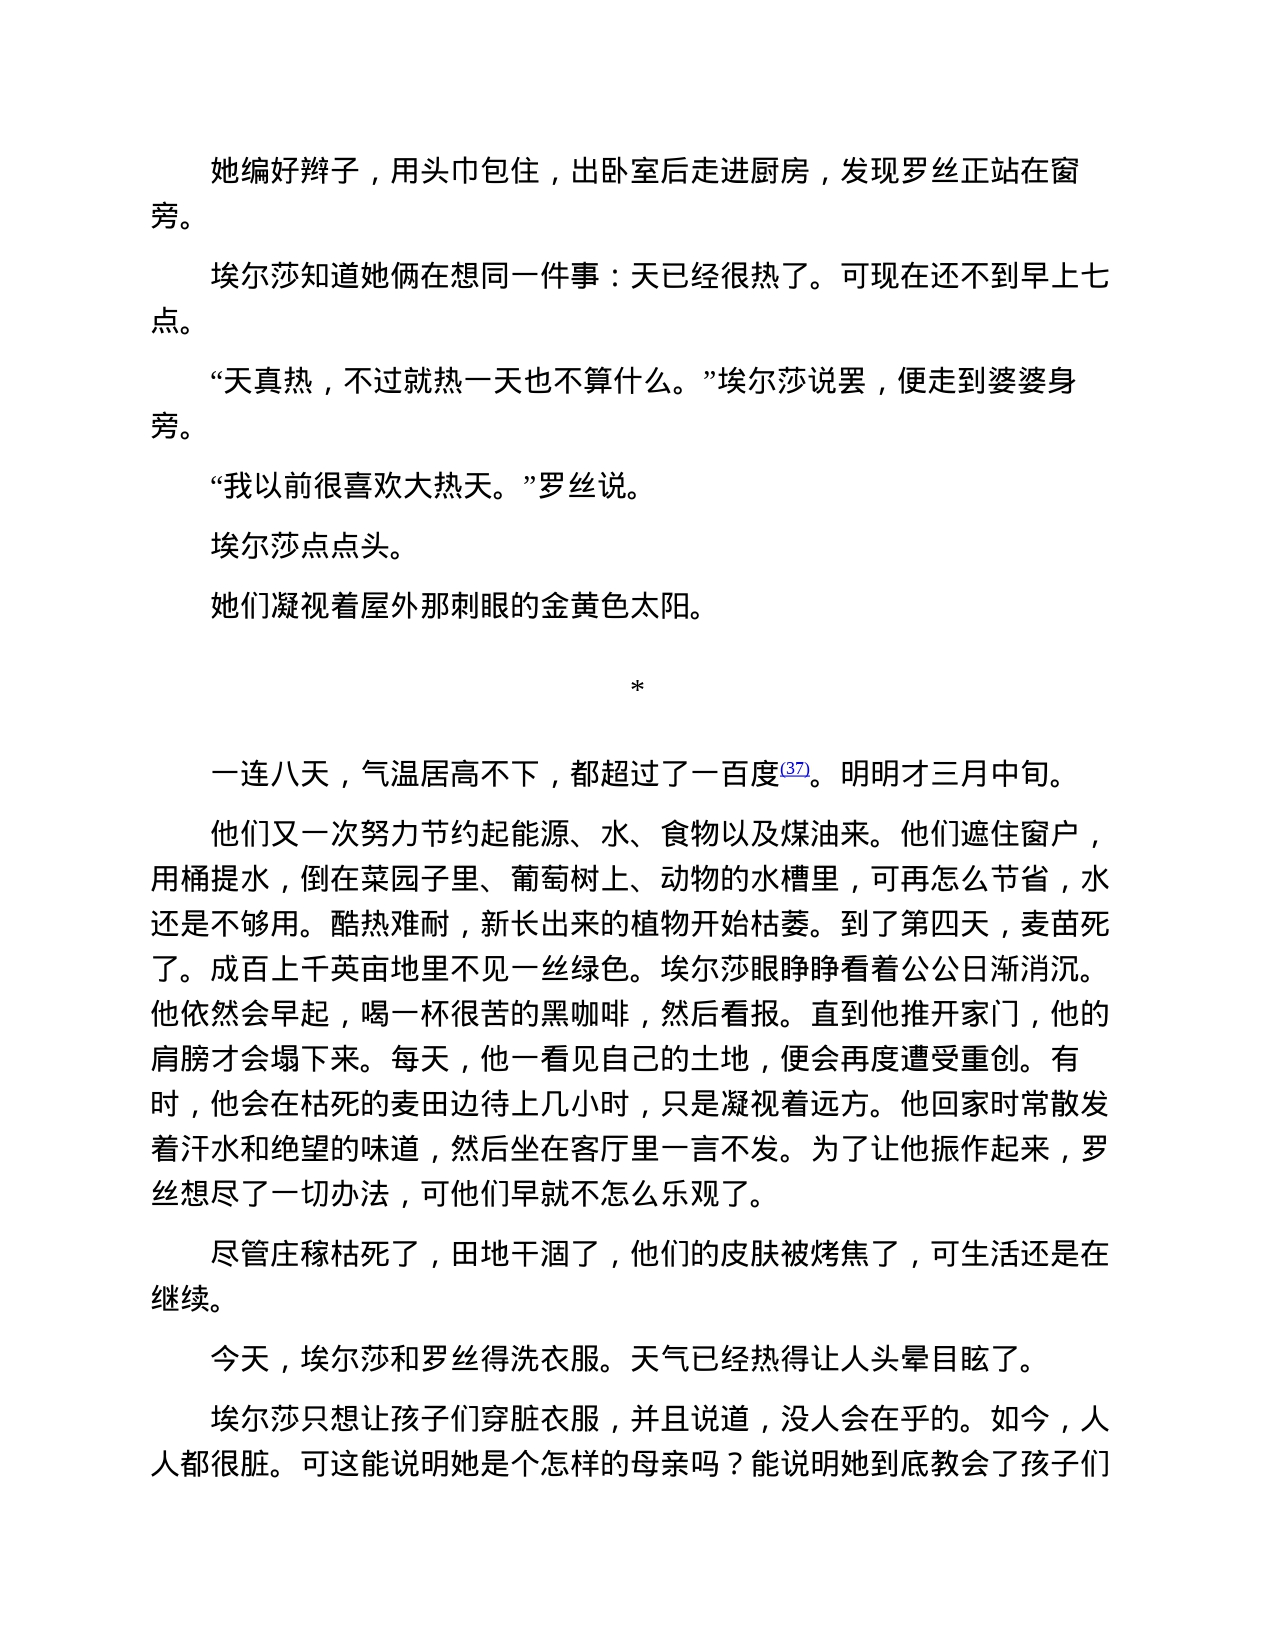 她编好辫子，用头巾包住，出卧室后走进厨房，发现罗丝正站在窗
旁。
埃尔莎知道她俩在想同一件事：天已经很热了。可现在还不到早上七
点。
“天真热，不过就热一天也不算什么。”埃尔莎说罢，便走到婆婆身
旁。
“我以前很喜欢大热天。”罗丝说。
埃尔莎点点头。
她们凝视着屋外那刺眼的金黄色太阳。
*
一连八天，气温居高不下，都超过了一百度(37)。明明才三月中旬。
他们又一次努力节约起能源、水、食物以及煤油来。他们遮住窗户，
用桶提水，倒在菜园子里、葡萄树上、动物的水槽里，可再怎么节省，水
还是不够用。酷热难耐，新长出来的植物开始枯萎。到了第四天，麦苗死
了。成百上千英亩地里不见一丝绿色。埃尔莎眼睁睁看着公公日渐消沉。
他依然会早起，喝一杯很苦的黑咖啡，然后看报。直到他推开家门，他的
肩膀才会塌下来。每天，他一看见自己的土地，便会再度遭受重创。有
时，他会在枯死的麦田边待上几小时，只是凝视着远方。他回家时常散发
着汗水和绝望的味道，然后坐在客厅里一言不发。为了让他振作起来，罗
丝想尽了一切办法，可他们早就不怎么乐观了。
尽管庄稼枯死了，田地干涸了，他们的皮肤被烤焦了，可生活还是在
继续。
今天，埃尔莎和罗丝得洗衣服。天气已经热得让人头晕目眩了。
埃尔莎只想让孩子们穿脏衣服，并且说道，没人会在乎的。如今，人
人都很脏。可这能说明她是个怎样的母亲吗？能说明她到底教会了孩子们